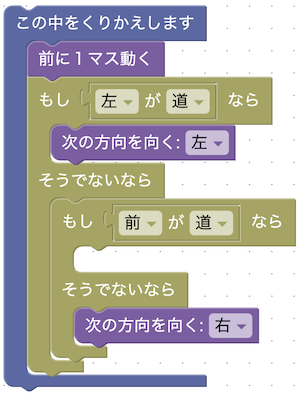 この中をくりかえします
前に1マス動く
もし 左 が 道 なら
次の方向を向く: 左
そうでないなら
もし 前 が 道 なら
そうでないなら
次の方向を向く: 右